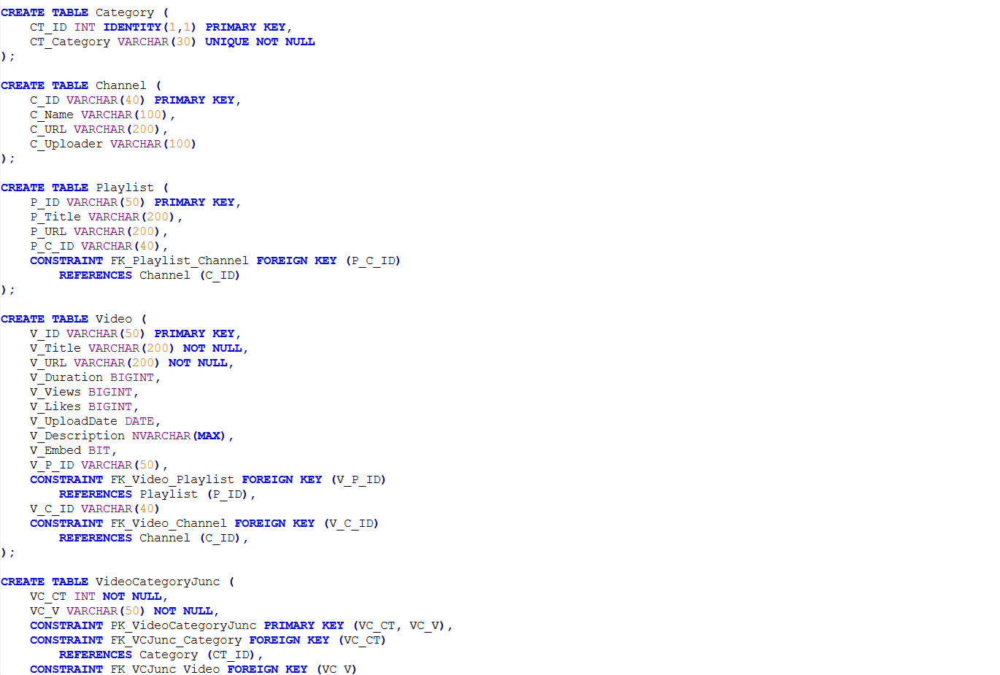 CREATE TABLE Category (
    CT_ID INT IDENTITY(1,1) PRIMARY KEY,
    CT_Category VARCHAR(30) UNIQUE NOT NULL
);

CREATE TABLE Channel (
    C_ID VARCHAR(40) PRIMARY KEY,
    C_Name VARCHAR(100),
    C_URL VARCHAR(200),
    C_Uploader VARCHAR(100)
);

CREATE TABLE Playlist (
    P_ID VARCHAR(50) PRIMARY KEY,
    P_Title VARCHAR(200),
    P_URL VARCHAR(200),
    P_C_ID VARCHAR(40),
    CONSTRAINT FK_Playlist_Channel FOREIGN KEY (P_C_ID)
        REFERENCES Channel (C_ID)
);

CREATE TABLE Video (
    V_ID VARCHAR(50) PRIMARY KEY,
    V_Title VARCHAR(200) NOT NULL,
    V_URL VARCHAR(200) NOT NULL,
    V_Duration BIGINT,
    V_Views BIGINT,
    V_Likes BIGINT,
    V_UploadDate DATE,
    V_Description NVARCHAR(MAX),
    V_Embed BIT,
    V_P_ID VARCHAR(50),
    CONSTRAINT FK_Video_Playlist FOREIGN KEY (V_P_ID)
        REFERENCES Playlist (P_ID),
    V_C_ID VARCHAR(40)
    CONSTRAINT FK_Video_Channel FOREIGN KEY (V_C_ID)
        REFERENCES Channel (C_ID),
);

CREATE TABLE VideoCategoryJunc (
    VC_CT INT NOT NULL,
    VC_V VARCHAR(50) NOT NULL,
    CONSTRAINT PK_VideoCategoryJunc PRIMARY KEY (VC_CT, VC_V),
    CONSTRAINT FK_VCJunc_Category FOREIGN KEY (VC_CT)
        REFERENCES Category (CT_ID),
    CONSTRAINT FK_VCJunc_Video FOREIGN KEY (VC_V)